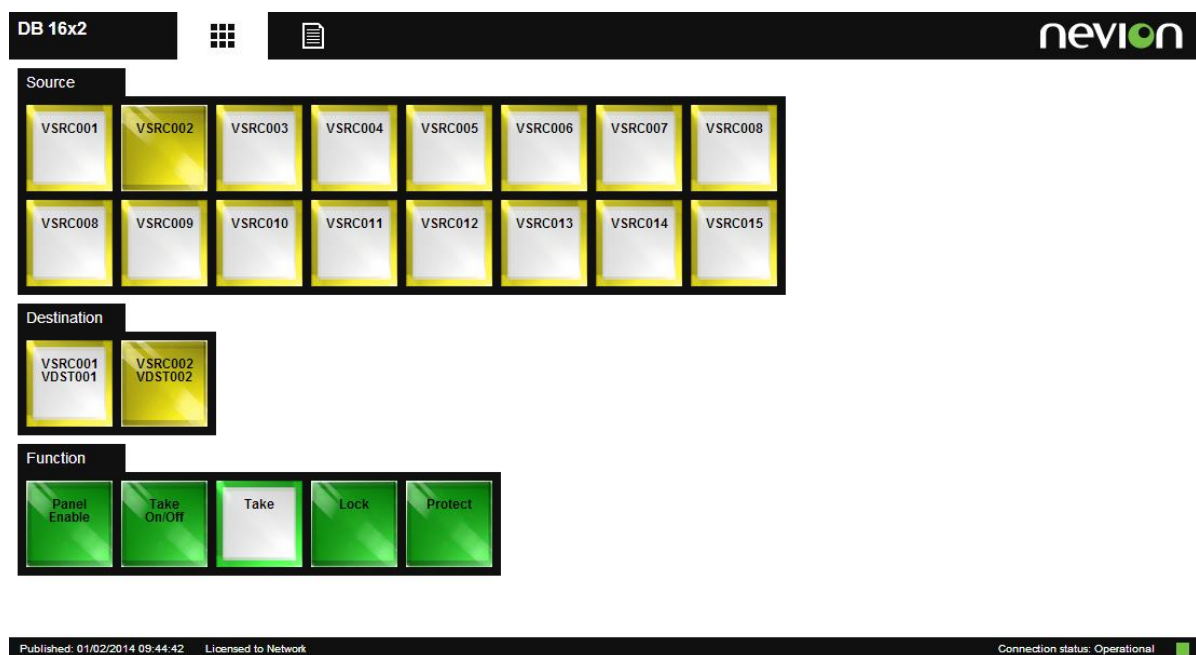 DB 16x2
nevion
Source
VSRC001 VSRC002 VSRC003 VSRC004 VSRC005 VSRC006 VSRC007 VSRC008
VSRC008 VSRC009 VSRC010 VSRC011 VSRC012 VSRC013 VSRC014 VSRC015
Destination
VSRC001 VSRC002
VDST001 VDST002
Function
Panel Take Take Lock Protect
Enable On/Off
Published: 01/02/2014 09:44:42 Licensed to Network Connection status: Operational